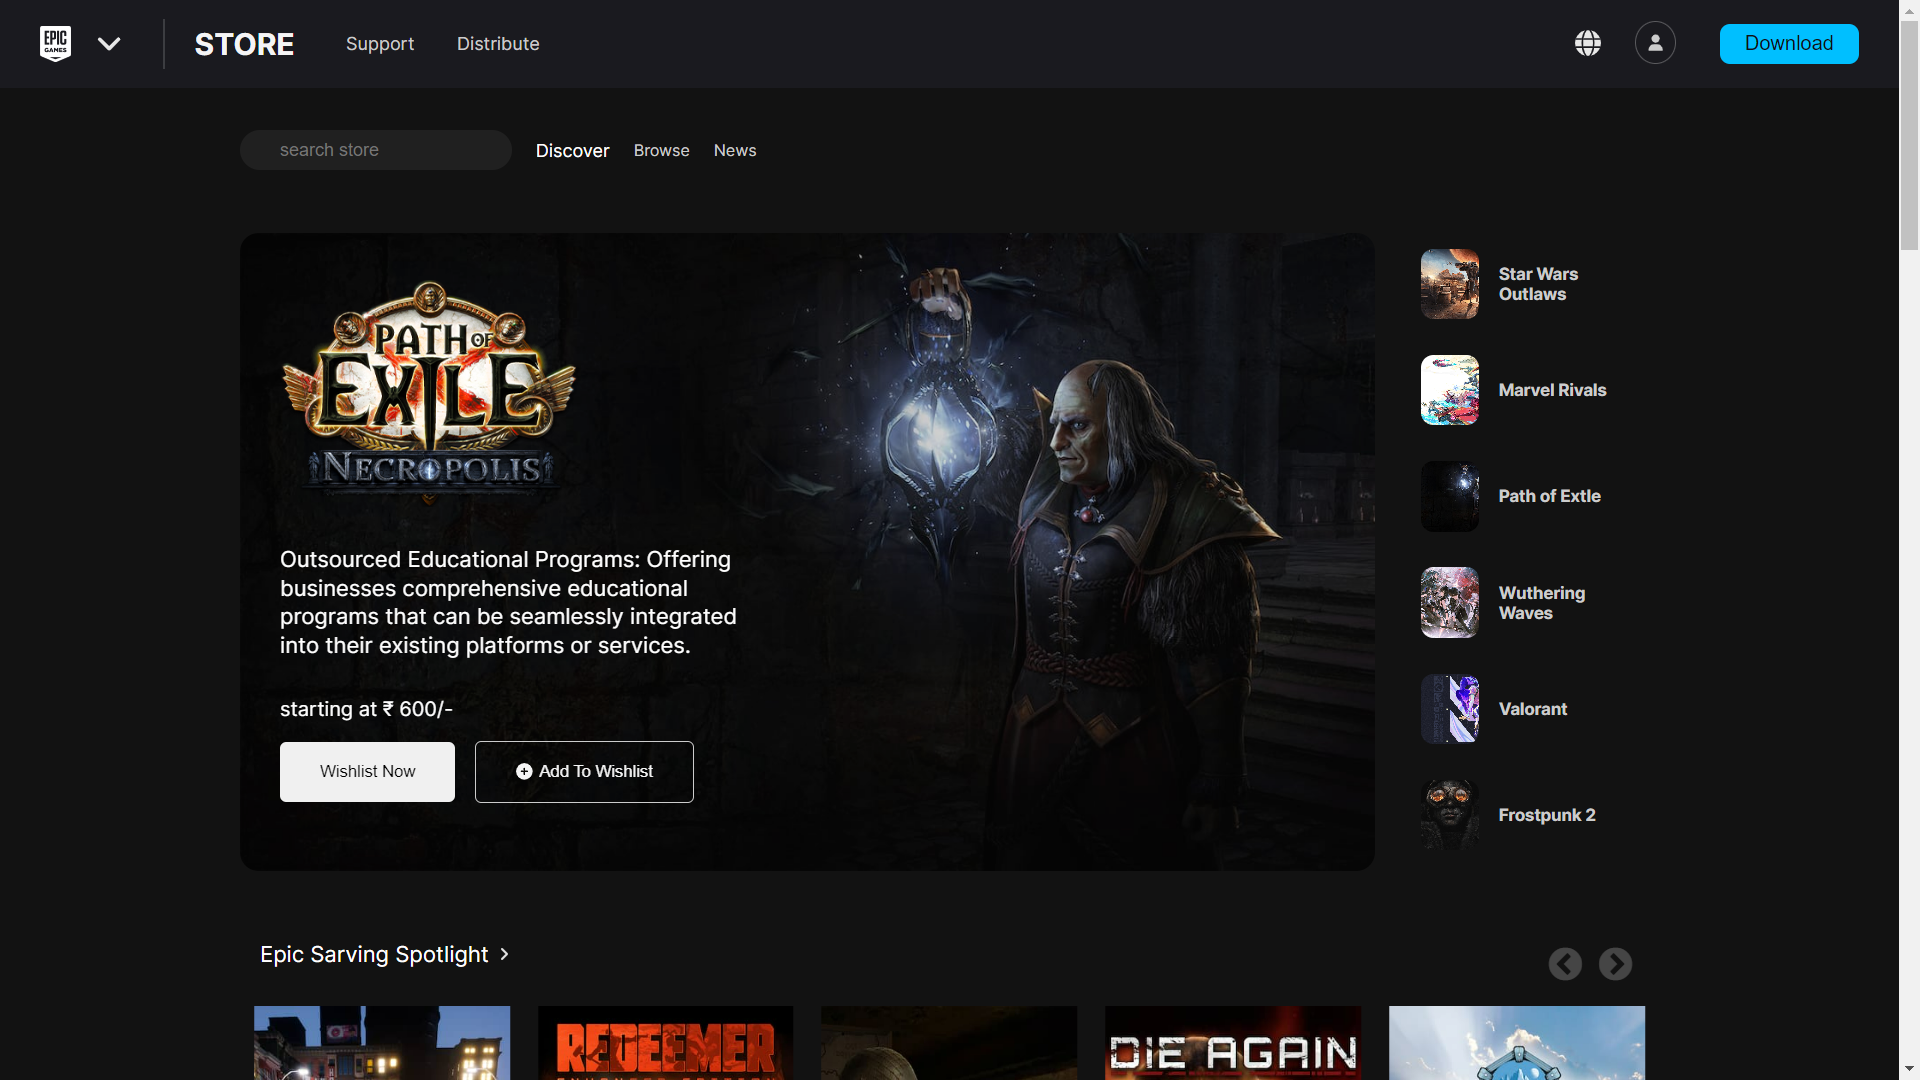 EPIC
GAMES
STORE
Support
Distribute
Download
search store
Discover
Browse
News
PATH OF
EXILE
NECROPOLIS
Outsourced Educational Programs: Offering
businesses comprehensive educational
programs that can be seamlessly integrated
into their existing platforms or services.
starting at ₹ 600/-
Wishlist Now
Add To Wishlist
Star Wars
Outlaws
Marvel Rivals
Path of Extle
Wuthering
Waves
Valorant
Frostpunk 2
Epic Sarving Spotlight
REDEEMER
DIE AGAIN